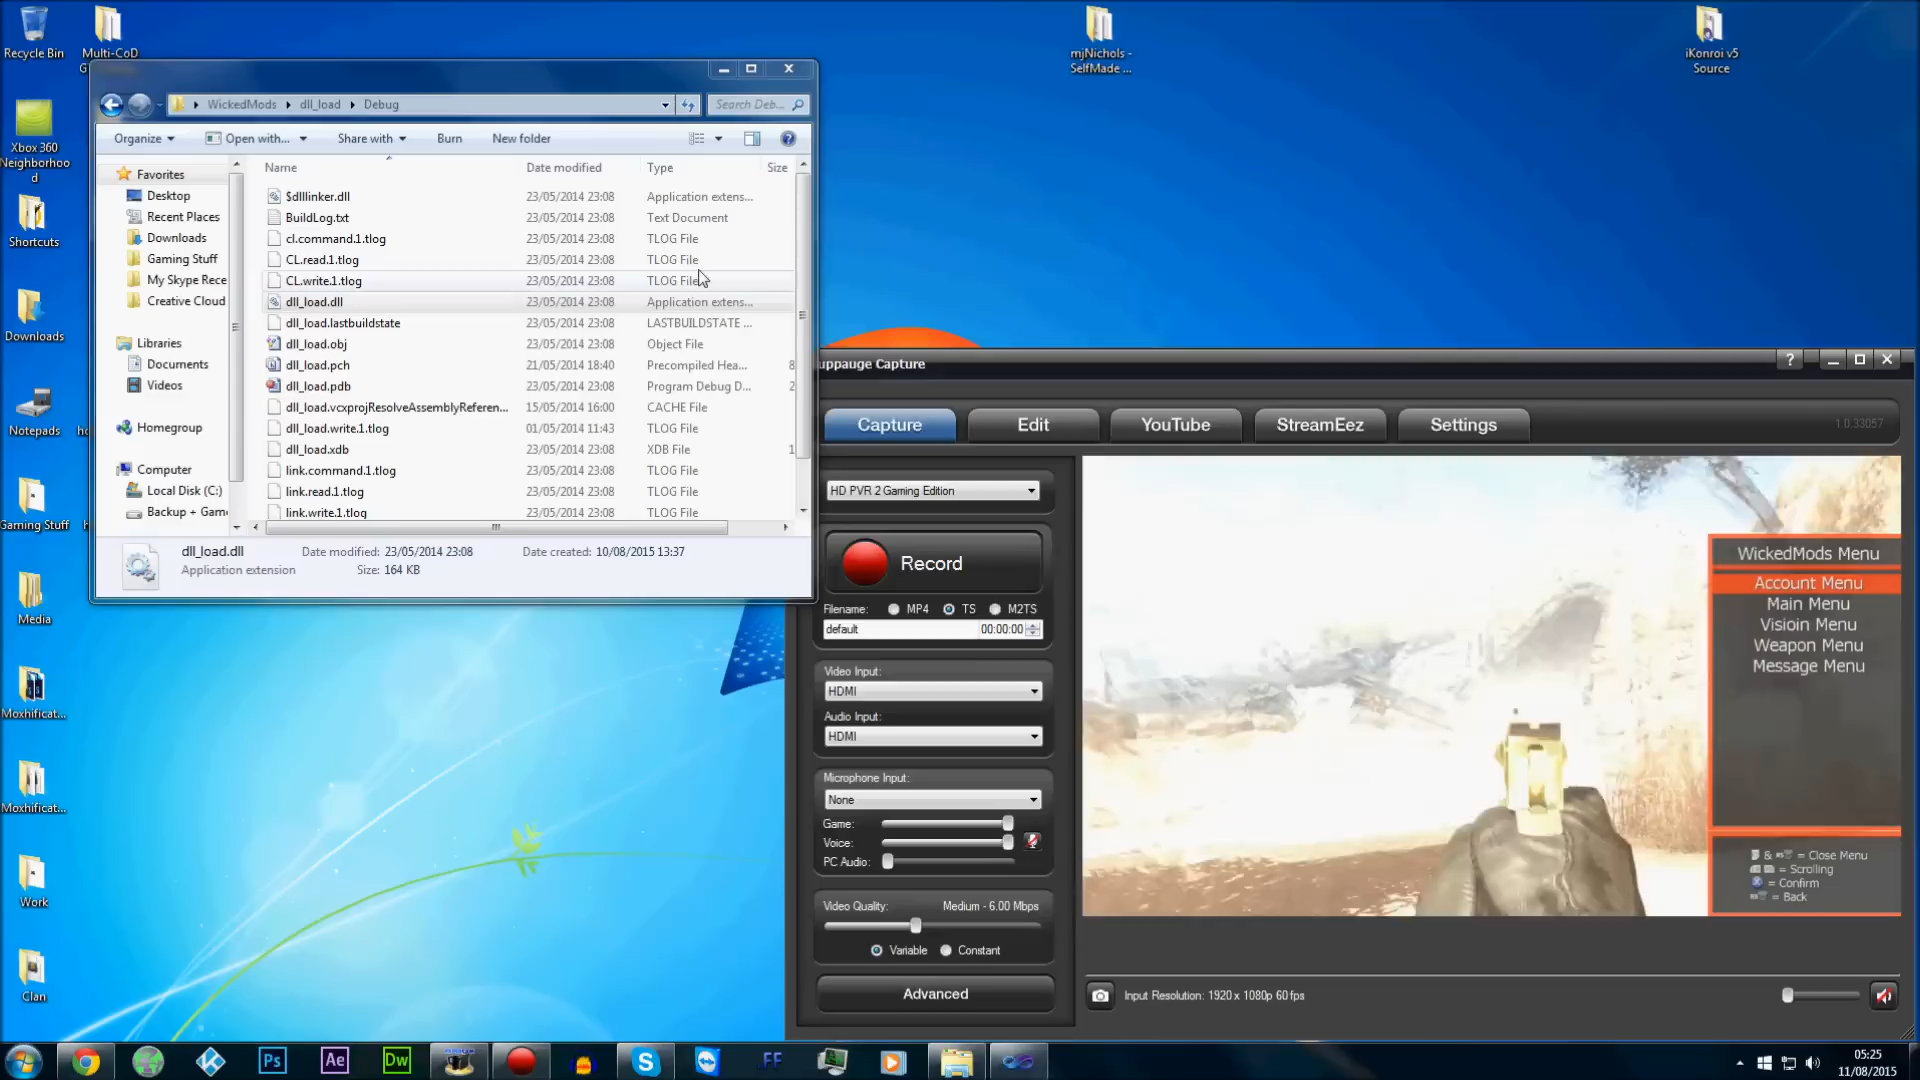 Recycle Bin
Multi-CoD
mjNichols -
SelfMade ...
iKonroi v5
Source
WickedMods
dll_load
Debug
Search Deb...
Organize
Open with...
Share with
Burn
New folder
Xbox 360
Neighborhoo
d
Shortcuts
Downloads
Notepads
Gaming Stuff
Media
Moxhificat...
Moxhificat...
Work
Clan
Favorites
Desktop
Recent Places
Downloads
Gaming Stuff
My Skype Rece
Creative Cloud
Libraries
Documents
Videos
Homegroup
Computer
Local Disk (C:)
Backup + Gam
Name Date modified Type Size
$dlllinker.dll 23/05/2014 23:08 Application extens...
BuildLog.txt 23/05/2014 23:08 Text Document
cl.command.1.tlog 23/05/2014 23:08 TLOG File
CL.read.1.tlog 23/05/2014 23:08 TLOG File
CL.write.1.tlog 23/05/2014 23:08 TLOG File
dll_load.dll 23/05/2014 23:08 Application extens...
dll_load.lastbuildstate 23/05/2014 23:08 LASTBUILDSTATE ...
dll_load.obj 23/05/2014 23:08 Object File
dll_load.pch 21/05/2014 18:40 Precompiled Hea... 8
dll_load.pdb 23/05/2014 23:08 Program Debug D... 2
dll_load.vcxprojResolveAssemblyReferen... 15/05/2014 16:00 CACHE File
dll_load.write.1.tlog 01/05/2014 11:43 TLOG File
dll_load.xdb 23/05/2014 23:08 XDB File 1
link.command.1.tlog 23/05/2014 23:08 TLOG File
link.read.1.tlog 23/05/2014 23:08 TLOG File
link.write.1.tlog 23/05/2014 23:08 TLOG File
dll_load.dll Date modified: 23/05/2014 23:08 Date created: 10/08/2015 13:37
Application extension Size: 164 KB
uppauge Capture
Capture Edit YouTube StreamEez Settings
1.0.33057
HD PVR 2 Gaming Edition
Record
Filename: MP4 TS M2TS
default 00:00:00
Video Input:
HDMI
Audio Input:
HDMI
Microphone Input:
None
Game:
Voice:
PC Audio:
Video Quality: Medium - 6.00 Mbps
Variable Constant
Advanced
WickedMods Menu
Account Menu
Main Menu
Visioin Menu
Weapon Menu
Message Menu
& = Close Menu
= Scrolling
= Confirm
= Back
Input Resolution: 1920 x 1080p 60 fps
Ps
Ae
Dw
FF
05:25
11/08/2015